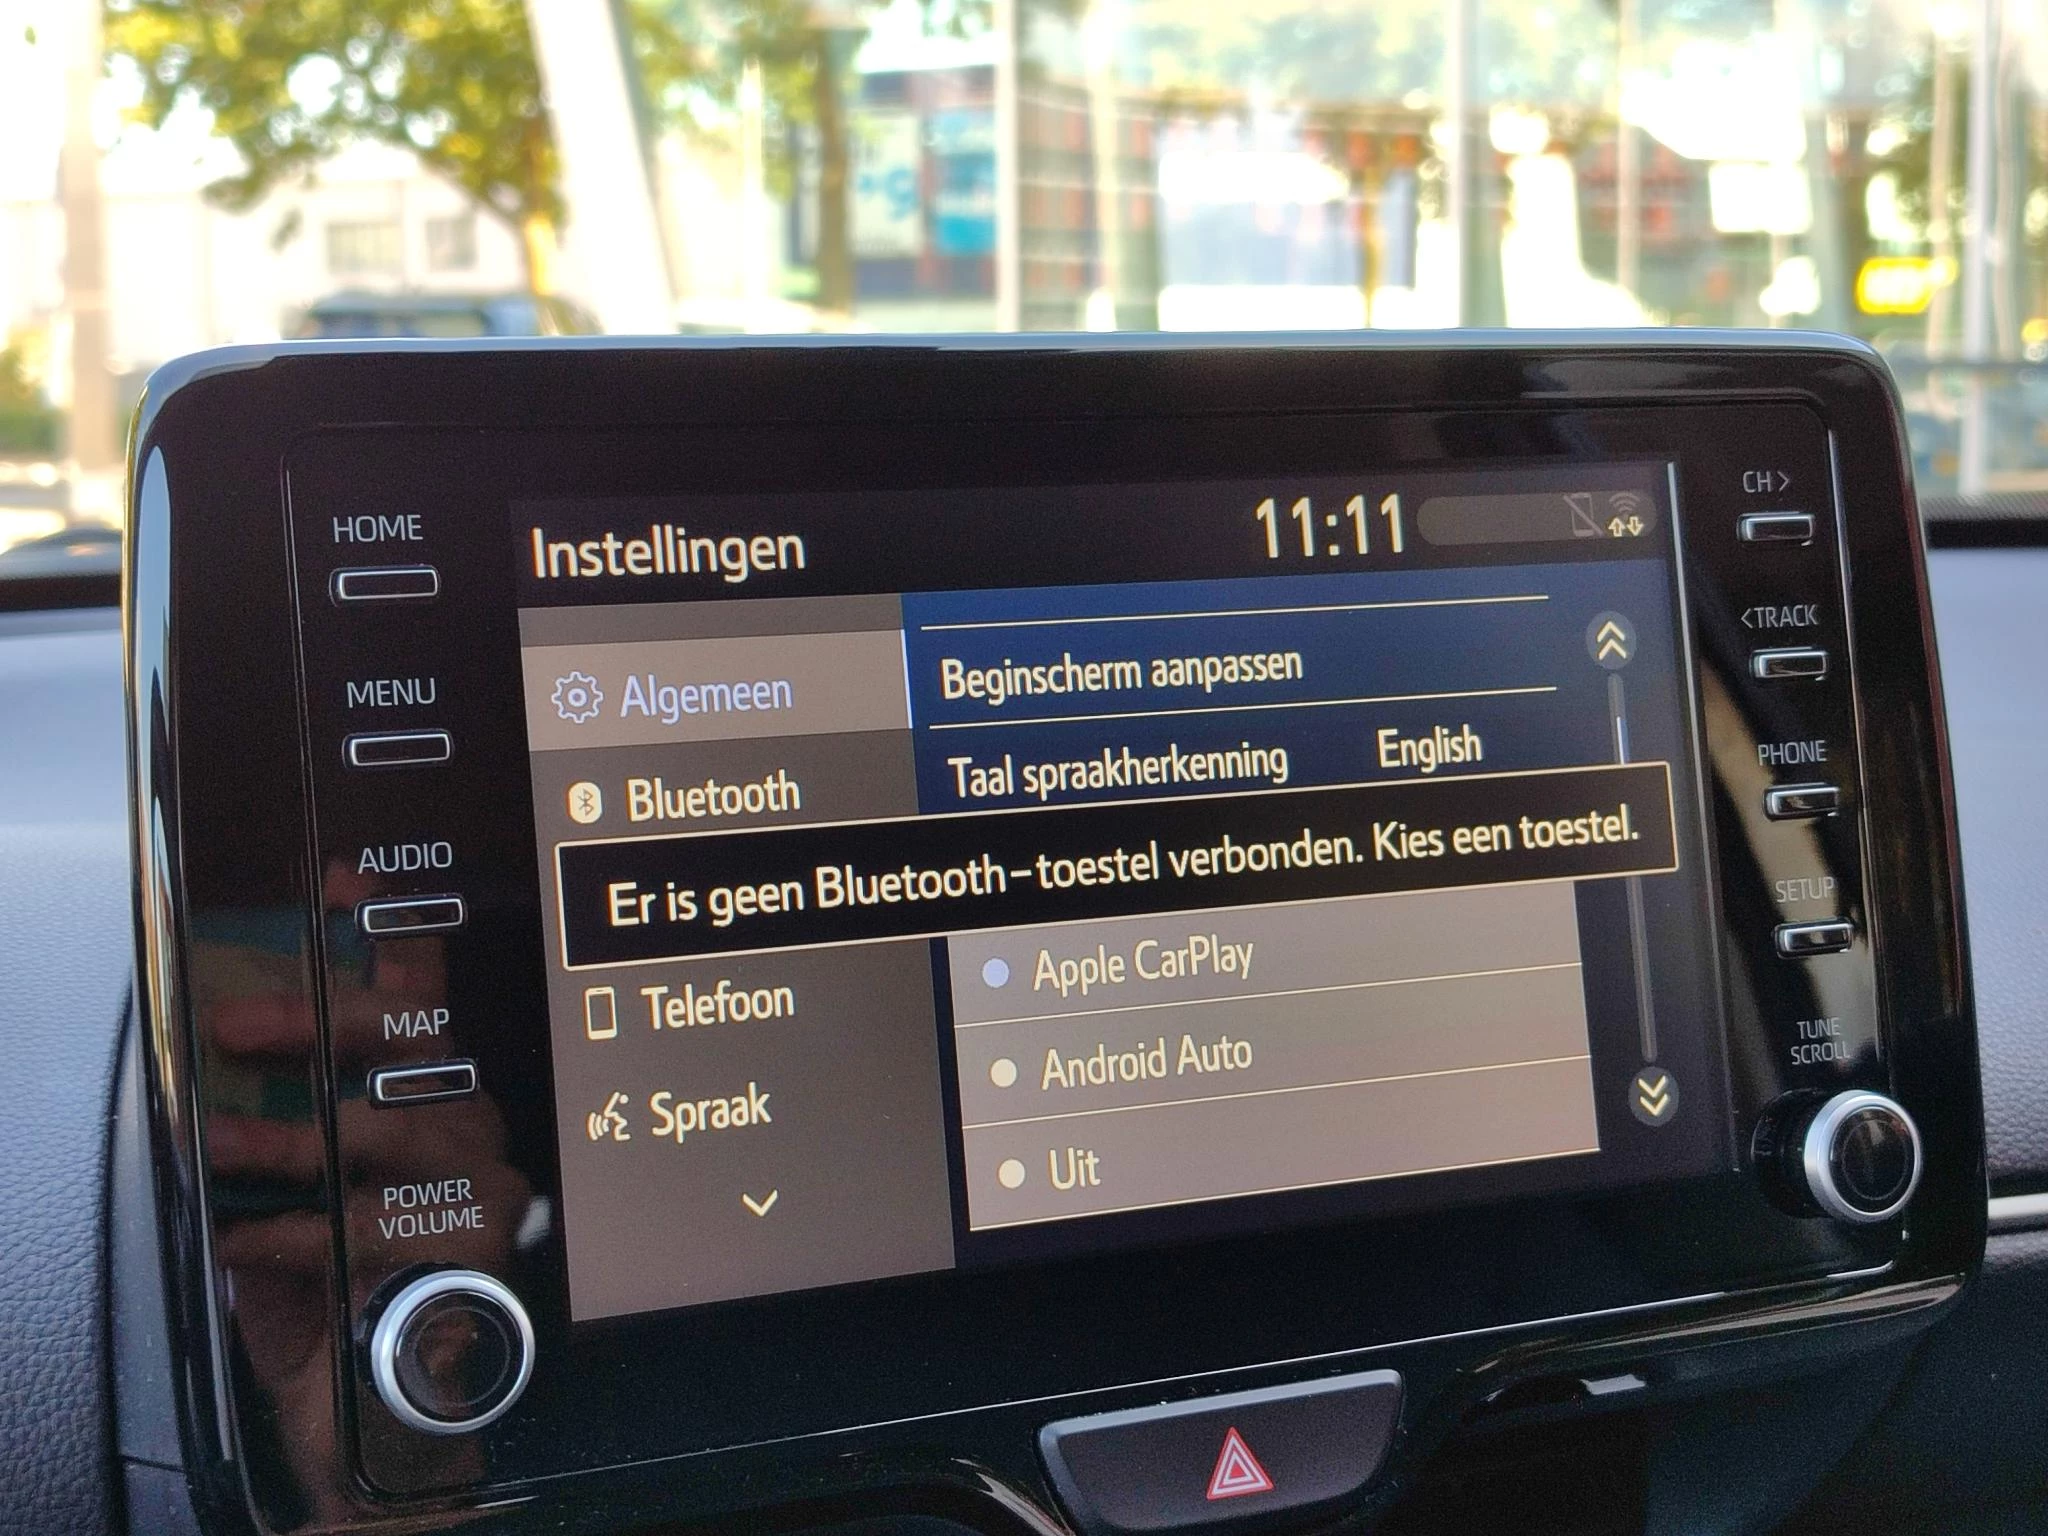 HOME
MENU
AUDIO
MAP
POWER
VOLUME
Instellingen
11:11
Algemeen
Bluetooth
Beginscherm aanpassen
Taal spraakherkenning English
Er is geen Bluetooth-toestel verbonden. Kies een toestel.
Telefoon
Spraak
Apple CarPlay
Android Auto
Uit
CH>
<TRACK
PHONE
SETUP
TUNE
SCROLL